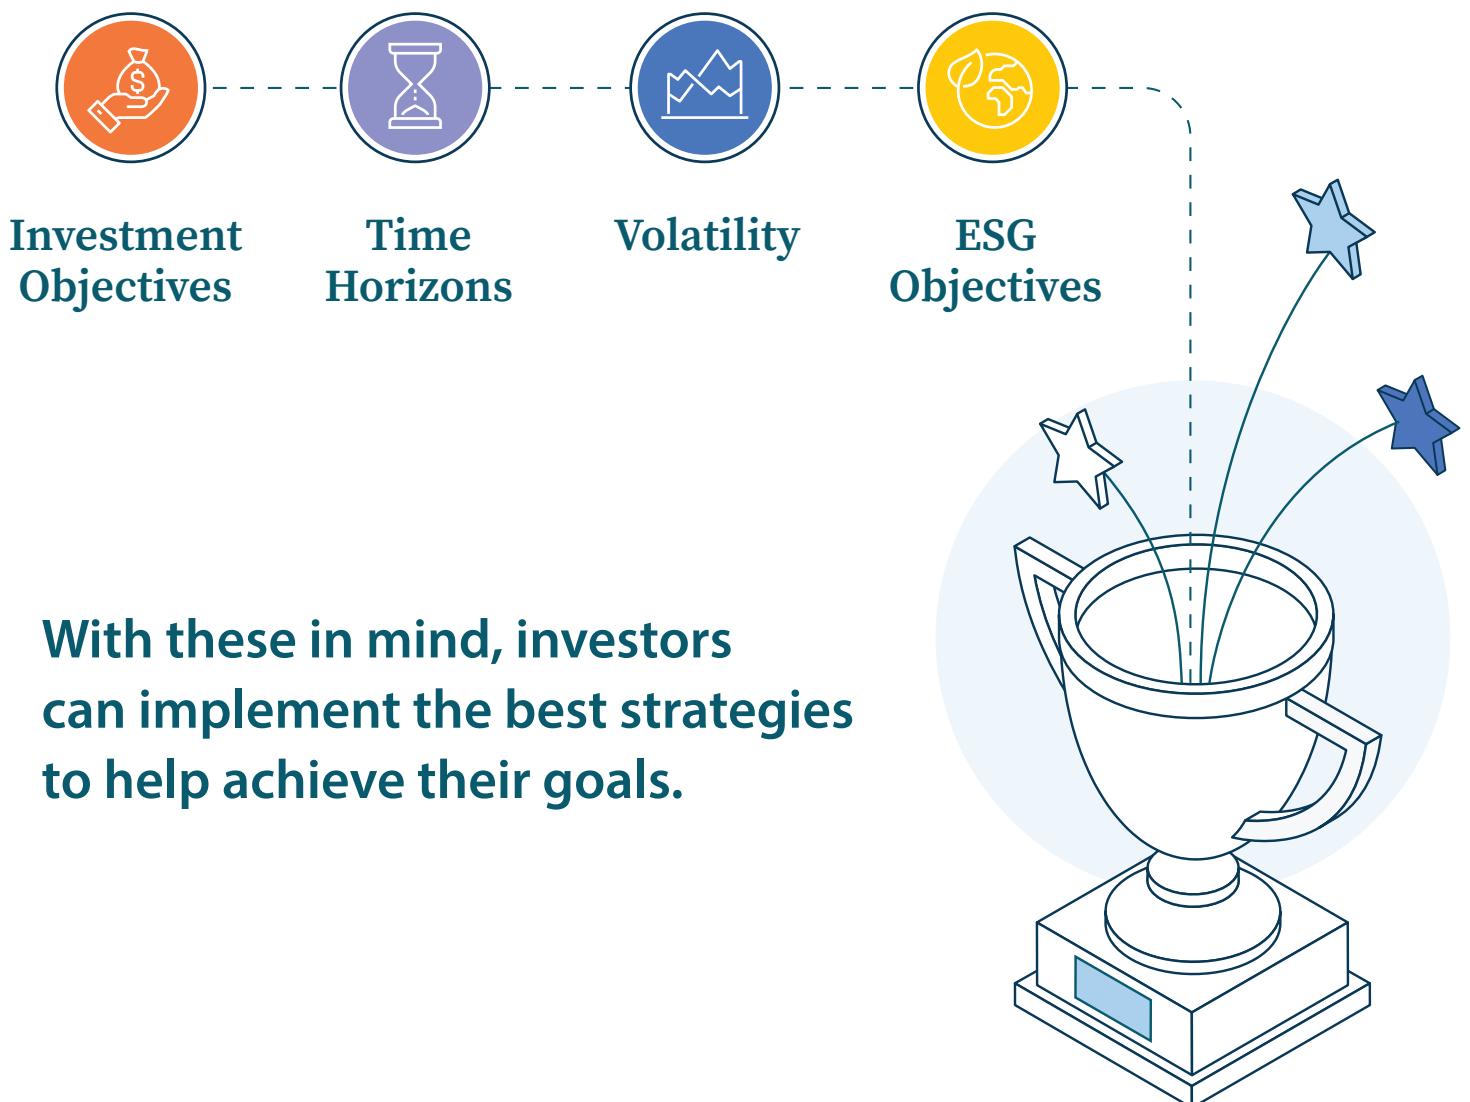 Investment
Objectives
Time
Horizons
Volatility
ESG
Objectives
With these in mind, investors
can implement the best strategies
to help achieve their goals.